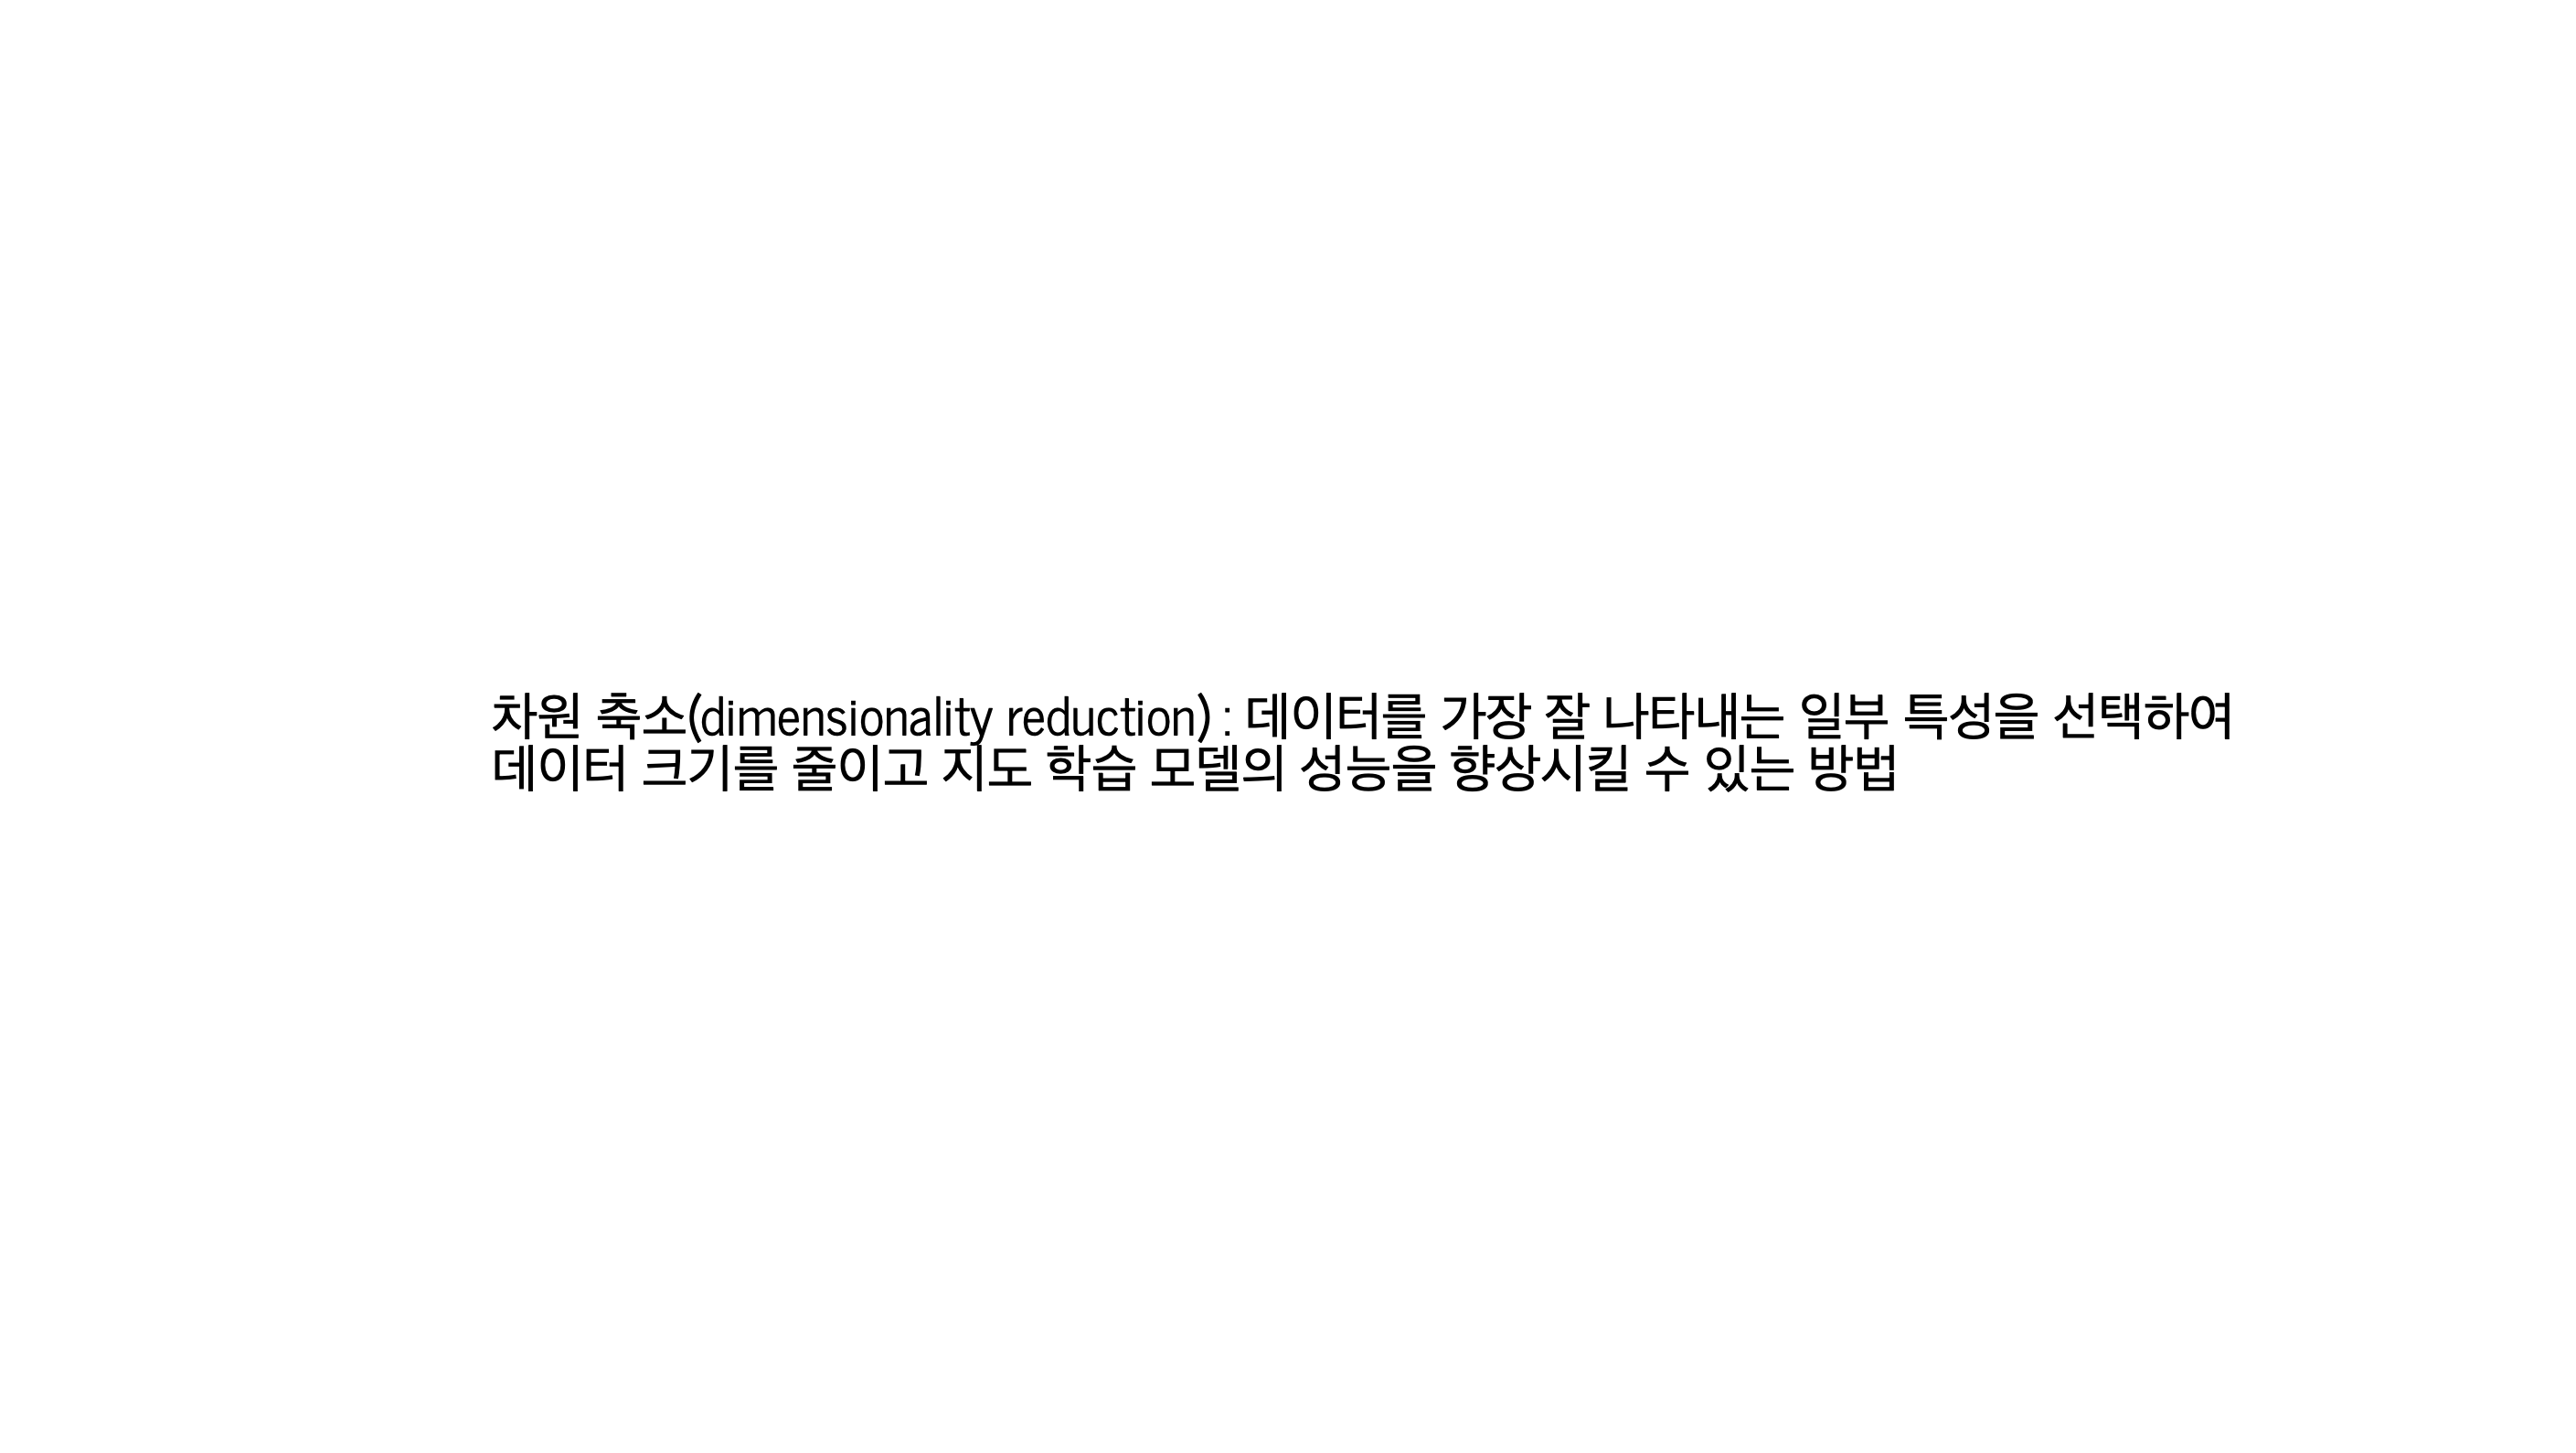 차원 축소(dimensionality reduction) : 데이터를 가장 잘 나타내는 일부 특성을 선택하여
데이터 크기를 줄이고 지도 학습 모델의 성능을 향상시킬 수 있는 방법